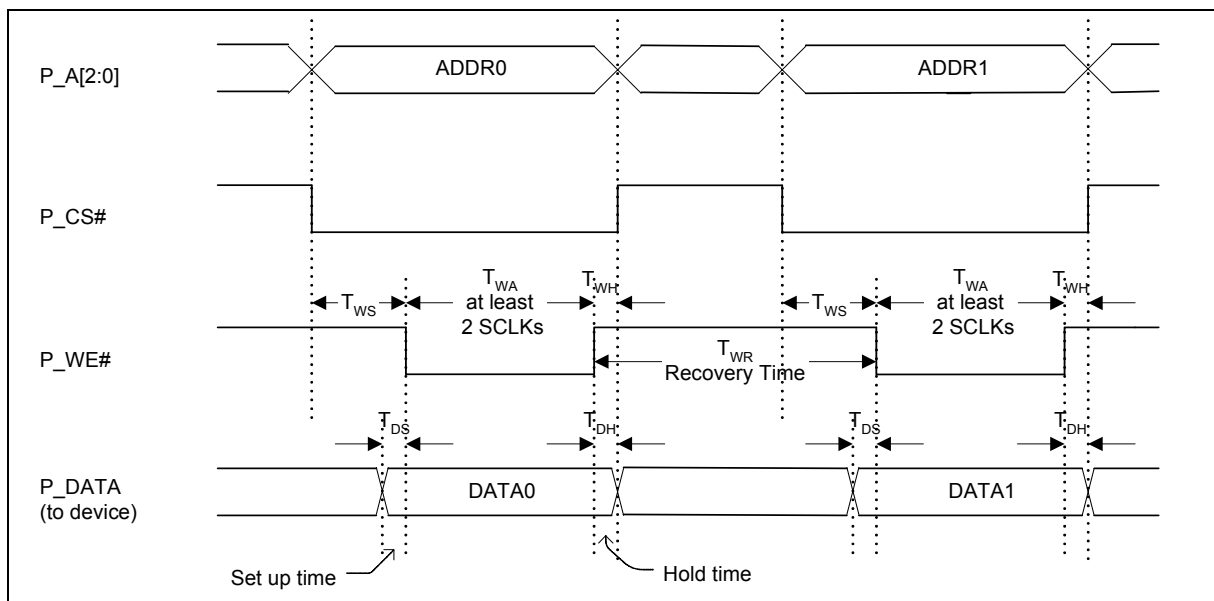 P_A[2:0]
ADDR0
ADDR1
P_CS#
T_WS
T_WA
at least
2 SCLKs
T_WH
T_WS
T_WA
at least
2 SCLKs
T_WH
P_WE#
T_WR
Recovery Time
T_DS
T_DH
T_DS
T_DH
P_DATA
(to device)
DATA0
DATA1
Set up time
Hold time